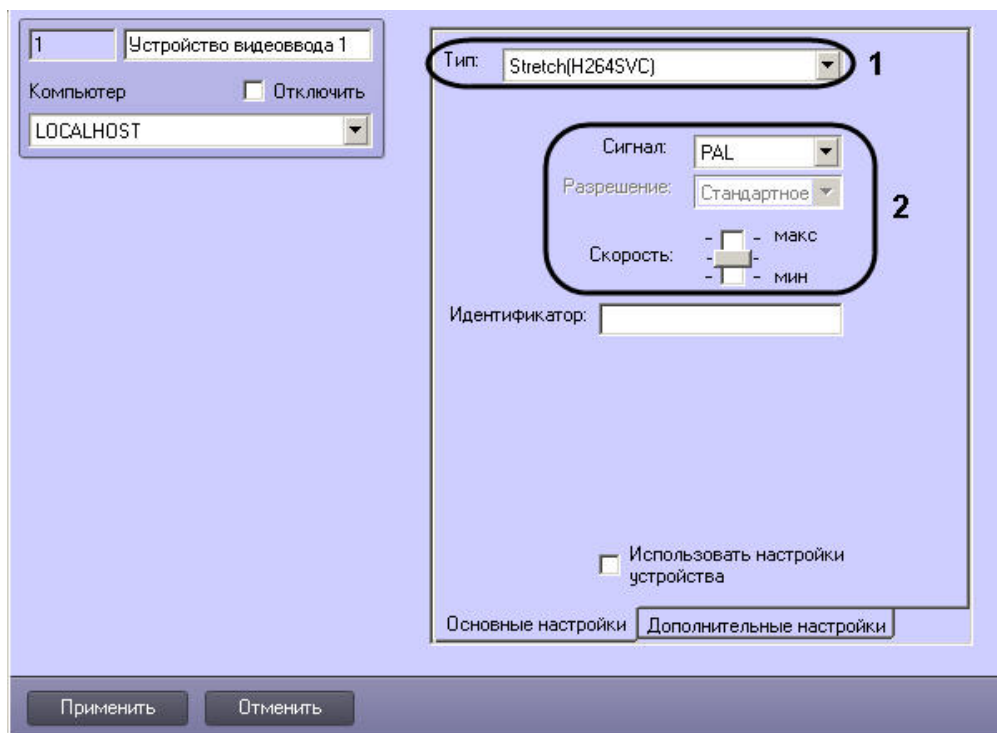 1 Устройство видеоввода 1
Компьютер Отключить
LOCALHOST
Тип: Stretch(H264SVC) 1
Сигнал: PAL
Разрешение: Стандартное
2
Скорость: макс
мин
Идентификатор:
Использовать настройки
устройства
Основные настройки Дополнительные настройки
Применить Отменить